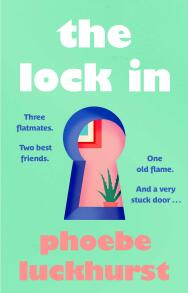 the
lock in
Three
flatmates.
Two best
friends.
One
old flame.
And a very
stuck door ...
phoebe
luckhurst